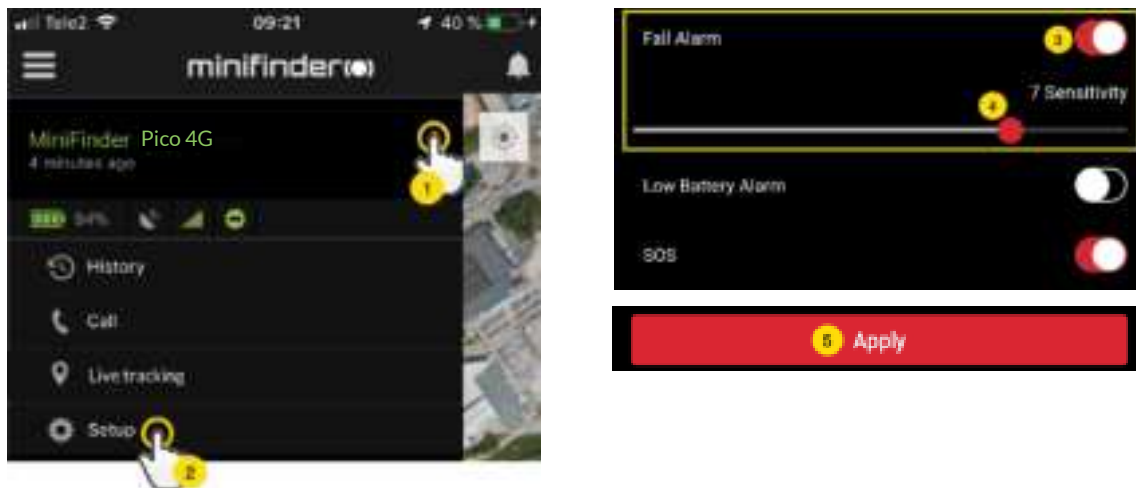 Tele2 09:21 40 %
minifinder
MiniFinder Pico 4G
4 minutes ago
1
94%
History
Call
Live tracking
Setup
2
Fall Alarm 3
7 Sensitivity
4
Low Battery Alarm
SOS
5 Apply